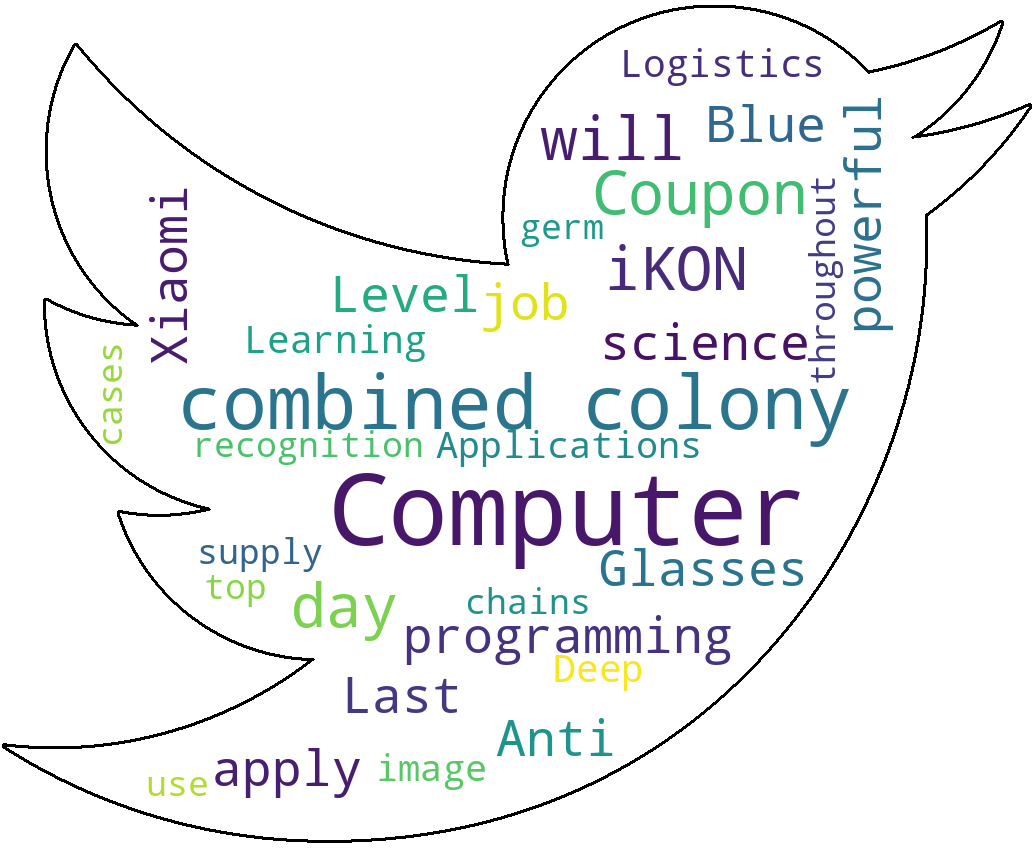 Logistics
will
Blue
powerful
Coupon
throughout
germ
Xiaomi
iKON
Level
job
Learning
science
cases
combined colony
recognition
Applications
Computer
supply
Glasses
top
day
chains
programming
Deep
Last
Anti
apply
image
use